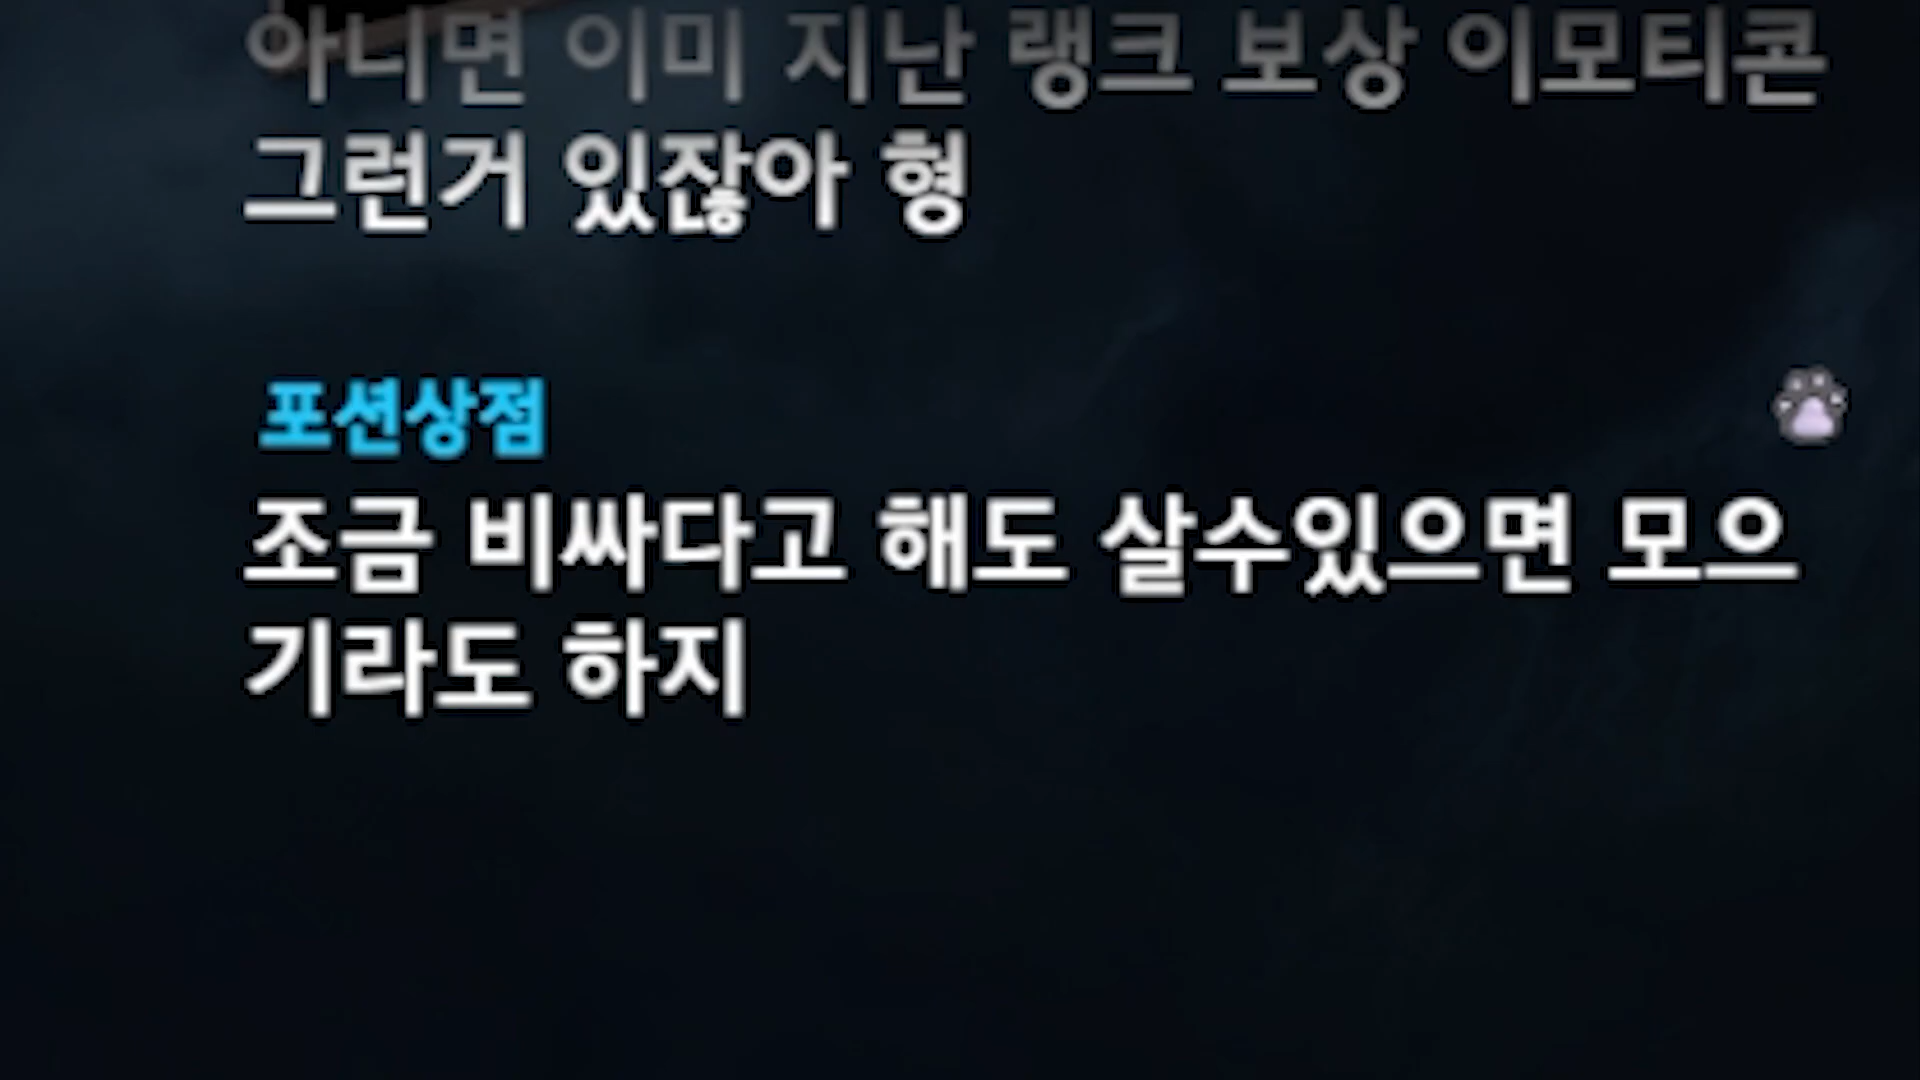 아니면 이미 지난 랭크 보상 이모티콘
그런거 있잖아 형
포션상점
조금 비싸다고 해도 살수있으면 모으
기라도 하지